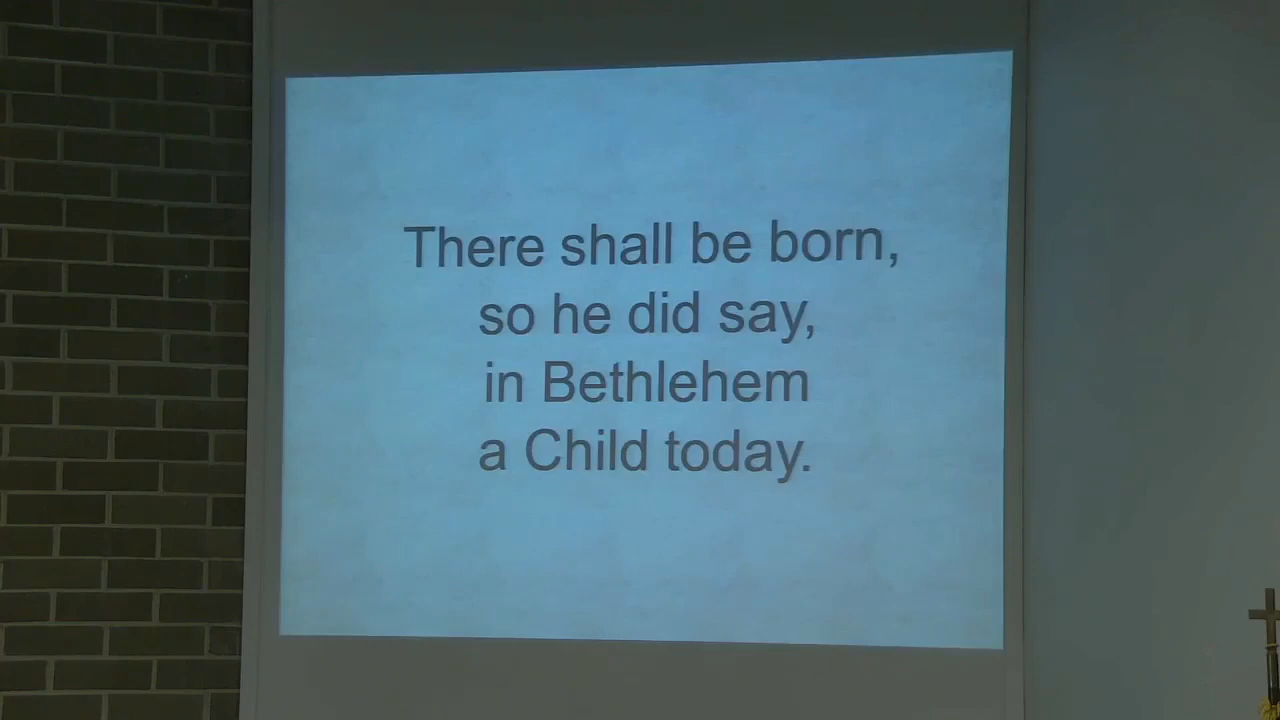 There shall be born,
so he did say,
in Bethlehem
a Child today.